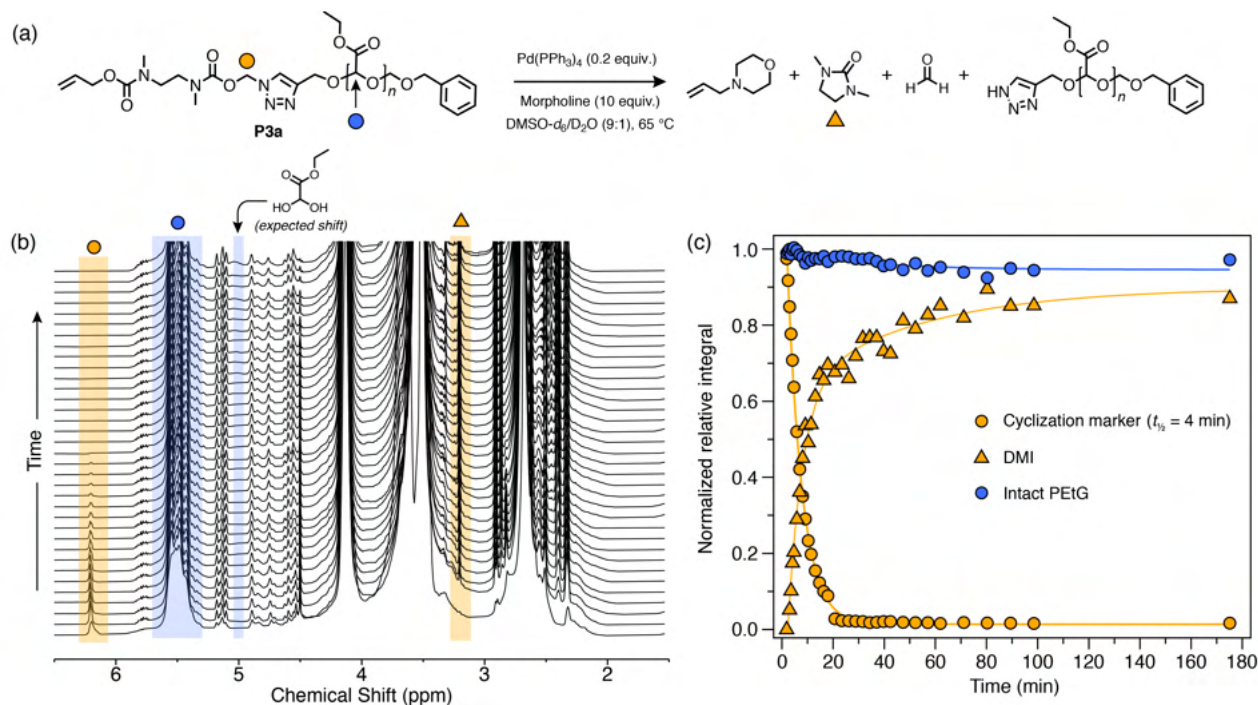 (a)
O
O
N
O
N
O
O
N
N=N
O
O
O
O
n
O
P3a
Pd(PPh₃)₄ (0.2 equiv.)
Morpholine (10 equiv.)
DMSO-d₆/D₂O (9:1), 65 °C
N
O
+
N
O
N
+
O
H
H
+
HN
N=N
O
O
O
O
n
O
O
HO
OH
(expected shift)
(b)
Time
6
5
4
3
2
Chemical Shift (ppm)
(c)
Normalized relative integral
1.0
0.8
0.6
0.4
0.2
0.0
Cyclization marker (t½ = 4 min)
DMI
Intact PEtG
0
20
40
60
80
100
120
140
160
180
Time (min)